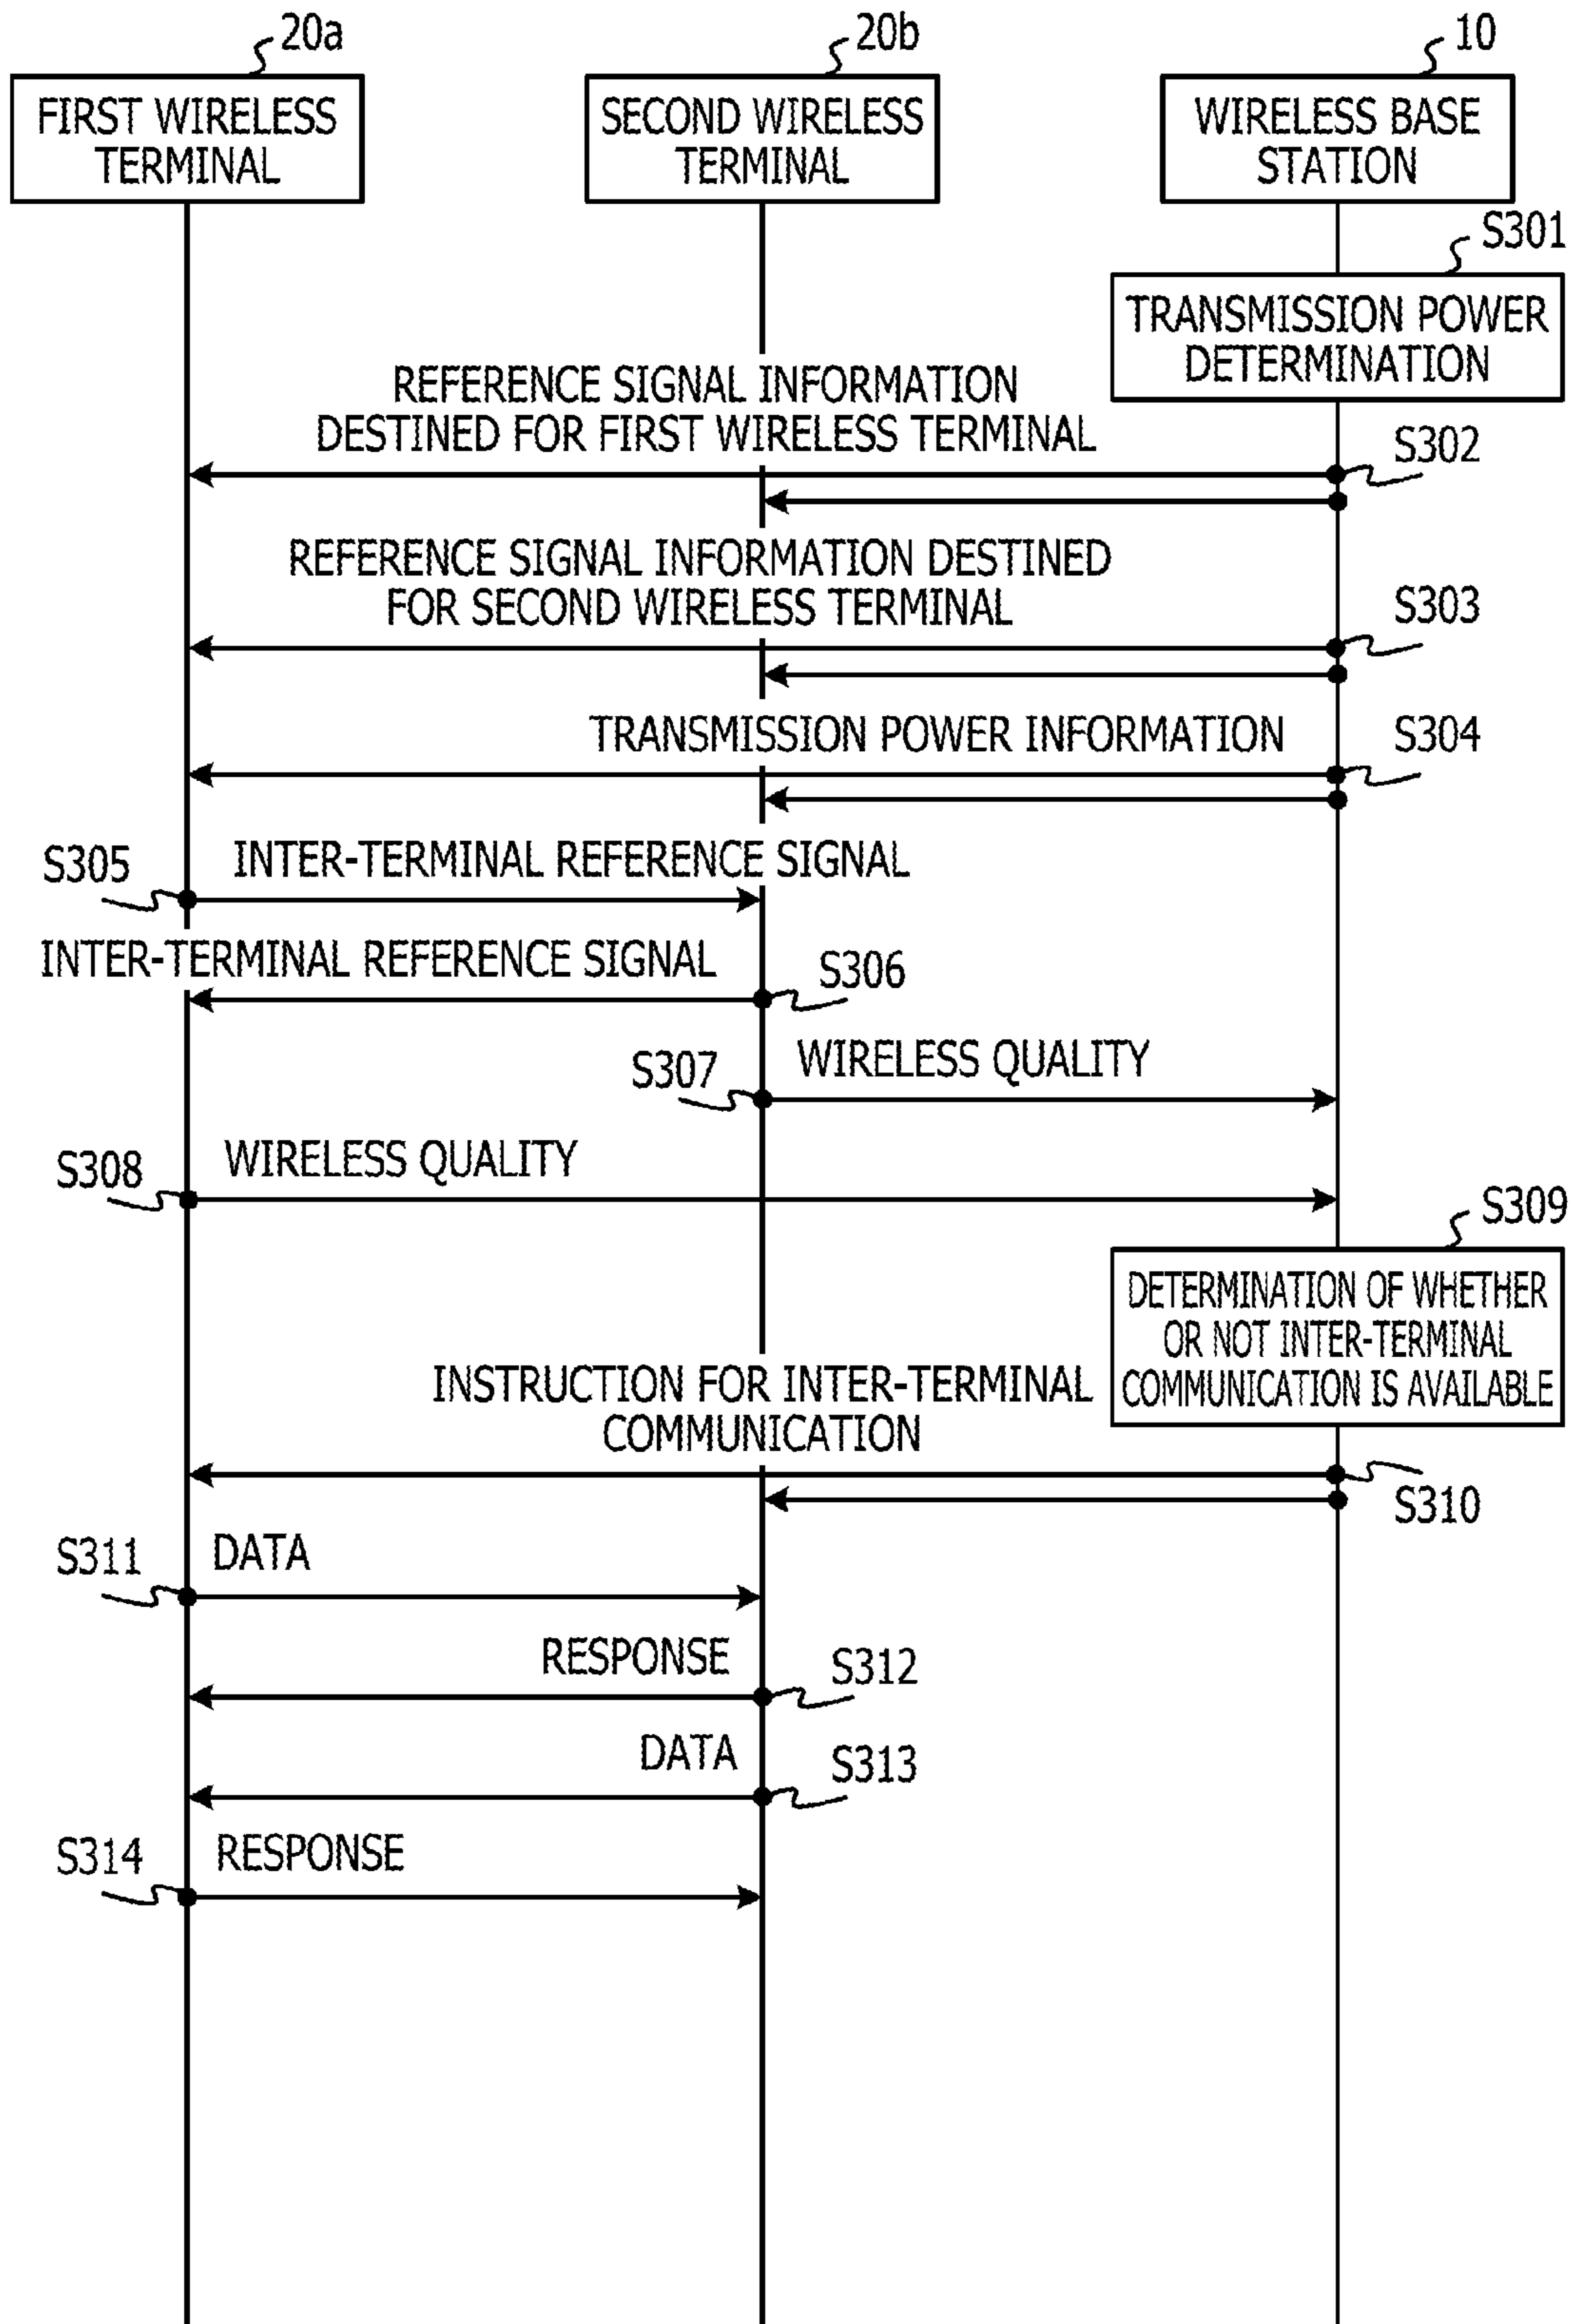 20a
20b
10
FIRST WIRELESS
TERMINAL
SECOND WIRELESS
TERMINAL
WIRELESS BASE
STATION
S301
TRANSMISSION POWER
DETERMINATION
REFERENCE SIGNAL INFORMATION
DESTINED FOR FIRST WIRELESS TERMINAL
S302
REFERENCE SIGNAL INFORMATION DESTINED
FOR SECOND WIRELESS TERMINAL
S303
TRANSMISSION POWER INFORMATION
S304
S305
INTER-TERMINAL REFERENCE SIGNAL
INTER-TERMINAL REFERENCE SIGNAL
S306
S307
WIRELESS QUALITY
S308
WIRELESS QUALITY
S309
DETERMINATION OF WHETHER
OR NOT INTER-TERMINAL
COMMUNICATION IS AVAILABLE
INSTRUCTION FOR INTER-TERMINAL
COMMUNICATION
S310
S311
DATA
RESPONSE
S312
DATA
S313
S314
RESPONSE